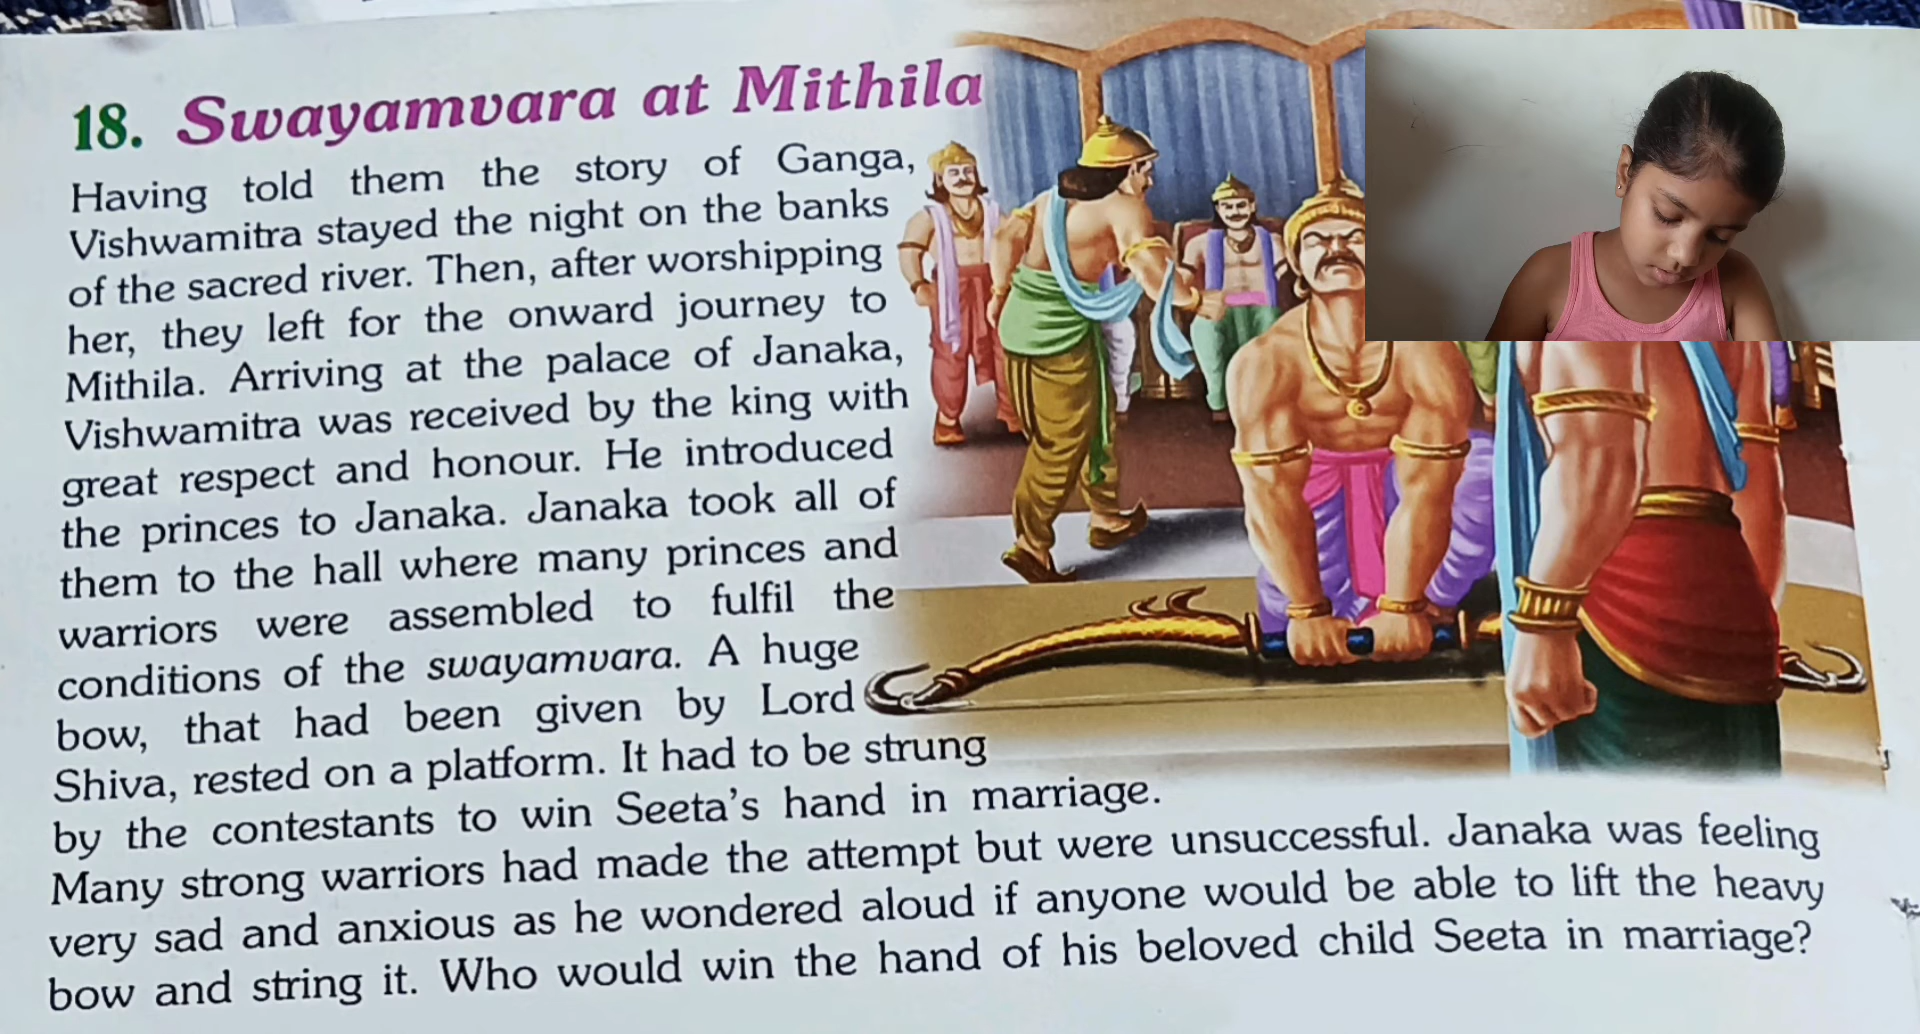 18. Swayamvara at Mithila
Having told them the story of Ganga,
Vishwamitra stayed the night on the banks
of the sacred river. Then, after worshipping
her, they left for the onward journey to
Mithila. Arriving at the palace of Janaka,
Vishwamitra was received by the king with
great respect and honour. He introduced
the princes to Janaka. Janaka took all of
them to the hall where many princes and
warriors were assembled to fulfil the
conditions of the swayamvara. A huge
bow, that had been given by Lord
Shiva, rested on a platform. It had to be strung
by the contestants to win Seeta's hand in marriage.
Many strong warriors had made the attempt but were unsuccessful. Janaka was feeling
very sad and anxious as he wondered aloud if anyone would be able to lift the heavy
bow and string it. Who would win the hand of his beloved child Seeta in marriage?